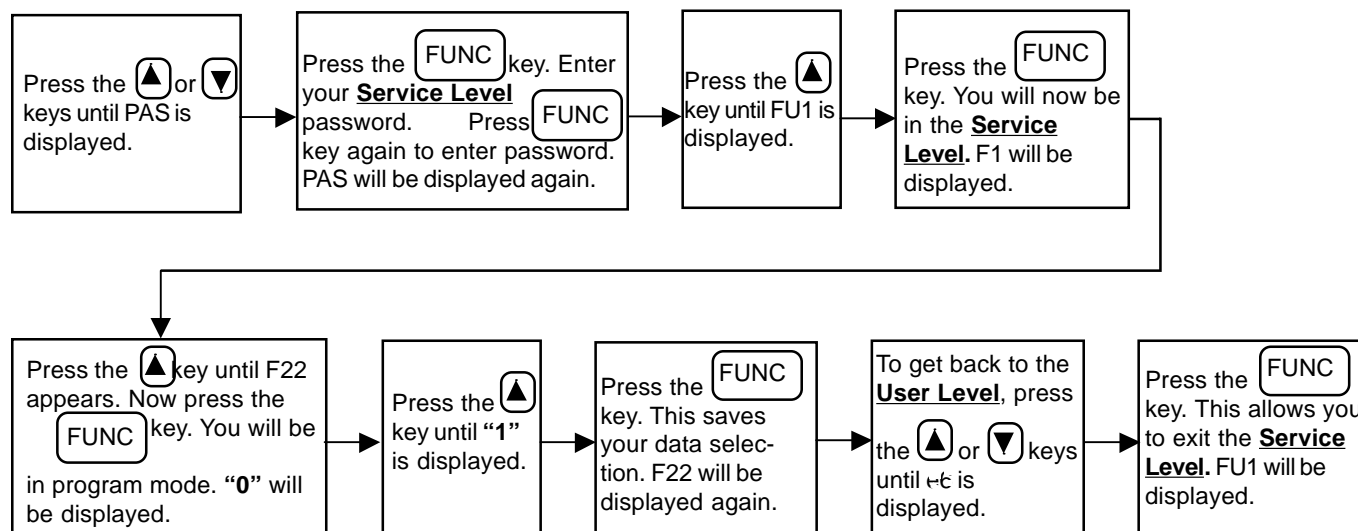 Press the ▲ or ▼
keys until PAS is
displayed.
Press the FUNC key. Enter
your Service Level
password. Press FUNC
key again to enter password.
PAS will be displayed again.
Press the ▲
key until FU1 is
displayed.
Press the FUNC
key. You will now be
in the Service
Level. F1 will be
displayed.
Press the ▲ key until F22
appears. Now press the
FUNC key. You will be
in program mode. “0” will
be displayed.
Press the ▲
key until “1”
is displayed.
Press the FUNC
key. This saves
your data selec-
tion. F22 will be
displayed again.
To get back to the
User Level, press
the ▲ or ▼ keys
until is
displayed.
Press the FUNC
key. This allows you
to exit the Service
Level. FU1 will be
displayed.